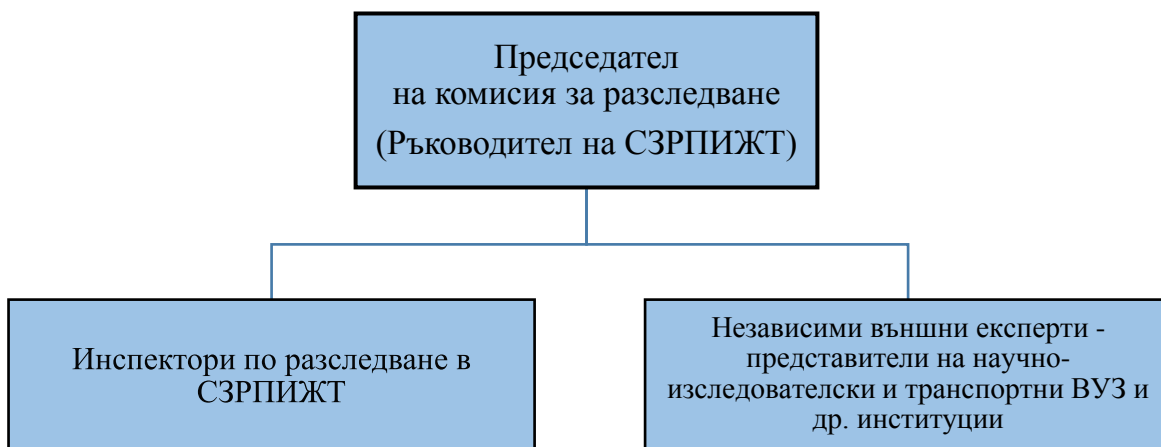 Председател
на комисия за разследване
(Ръководител на СЗРПИЖТ)
Инспектори по разследване в
СЗРПИЖТ
Независими външни експерти -
представители на научно-
изследователски и транспортни ВУЗ и
др. институции